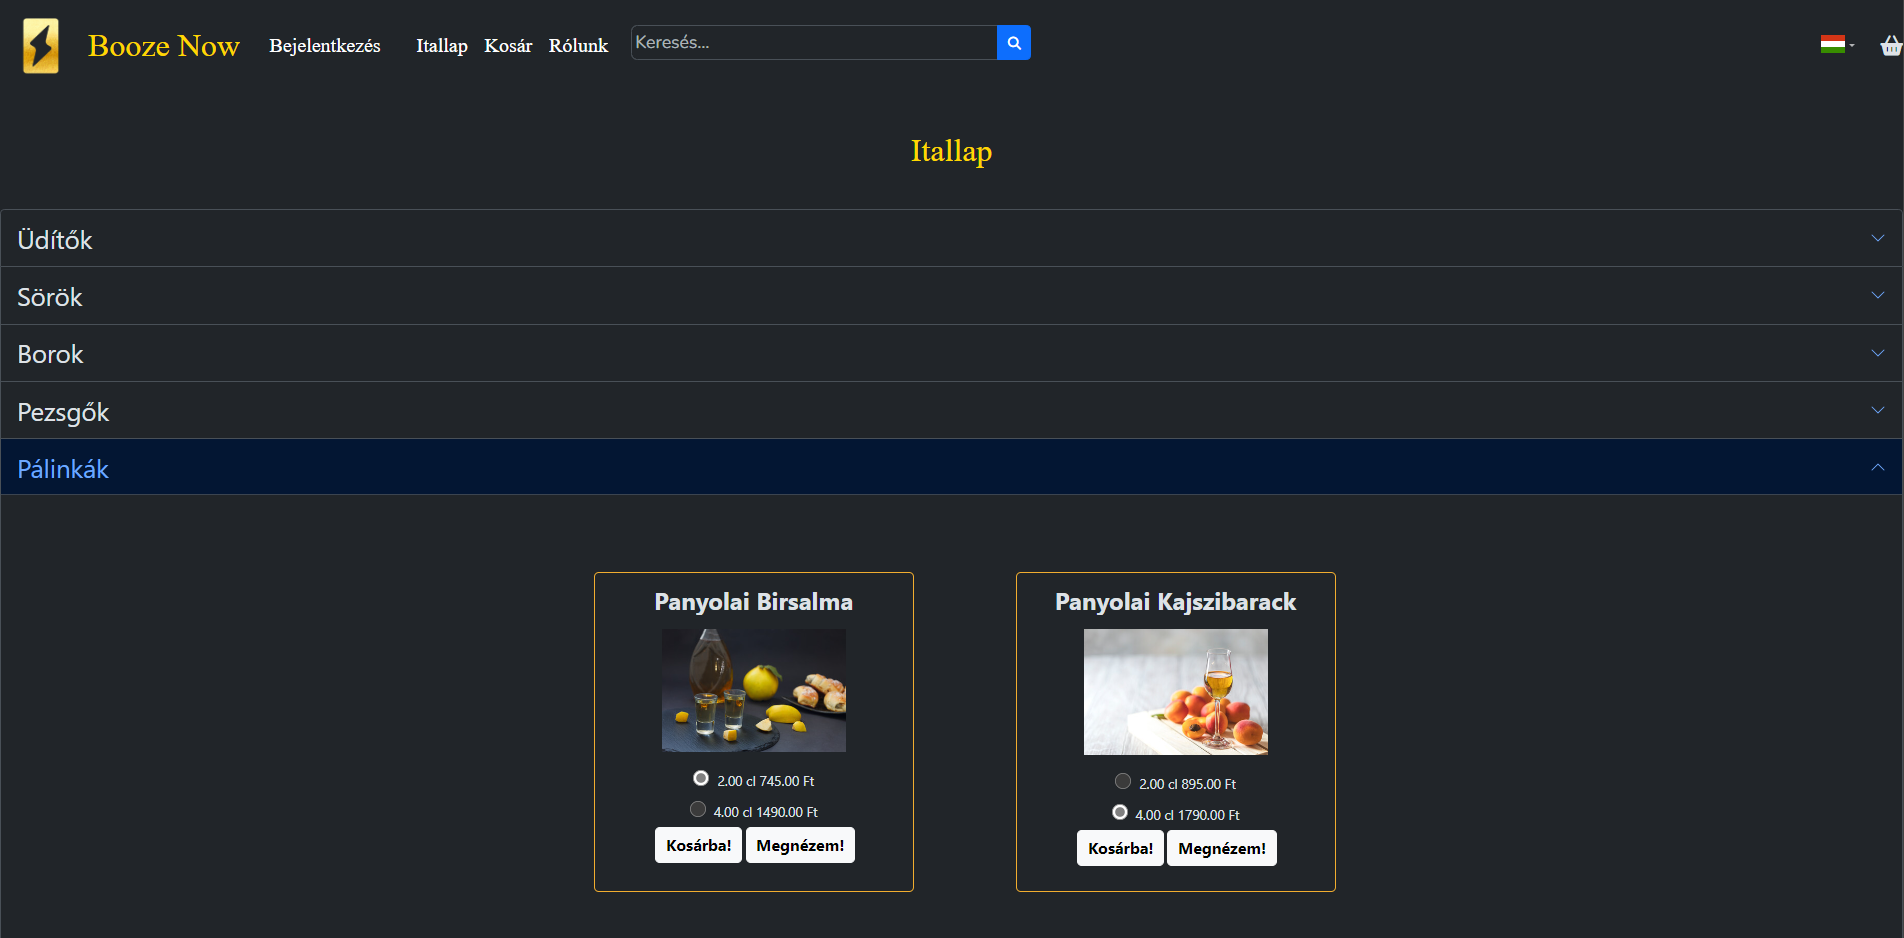 Booze Now Bejelentkezés Itallap Kosár Rólunk Keresés...
Itallap
Üdítők
Sörök
Borok
Pezsgők
Pálinkák
Panyolai Birsalma
2.00 cl 745.00 Ft
4.00 cl 1490.00 Ft
Kosárba! Megnézem!
Panyolai Kajszibarack
2.00 cl 895.00 Ft
4.00 cl 1790.00 Ft
Kosárba! Megnézem!